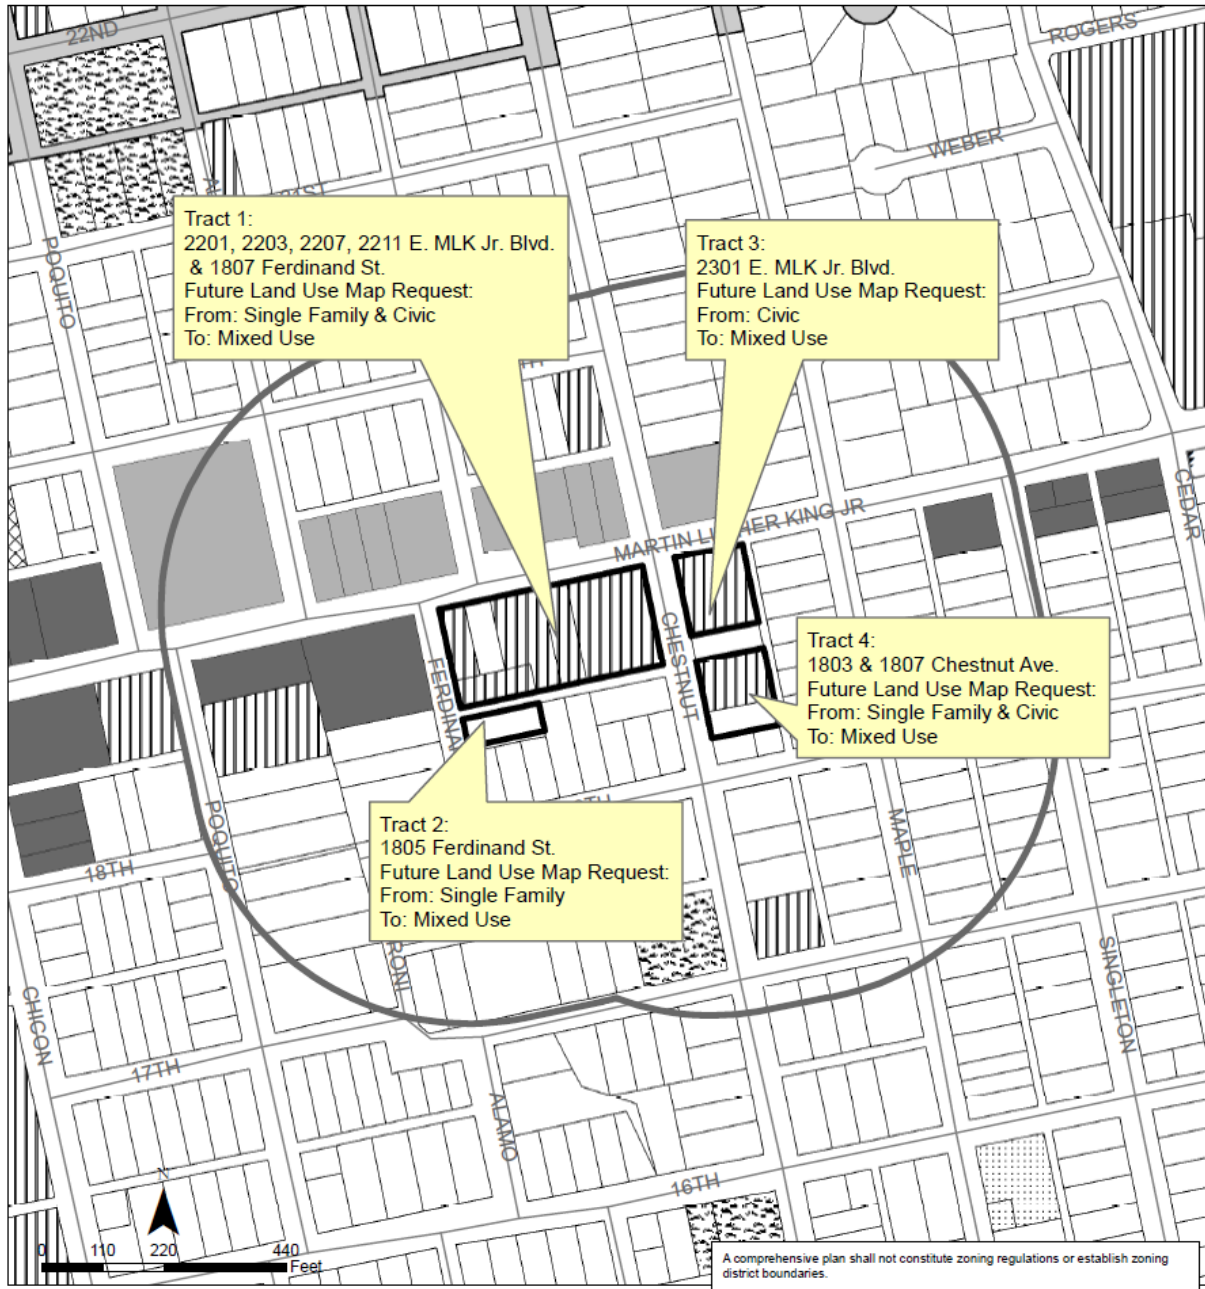 22ND
ROGERS
WEBER
21ST
POQUITO
Tract 1:
2201, 2203, 2207, 2211 E. MLK Jr. Blvd.
& 1807 Ferdinand St.
Future Land Use Map Request:
From: Single Family & Civic
To: Mixed Use
Tract 3:
2301 E. MLK Jr. Blvd.
Future Land Use Map Request:
From: Civic
To: Mixed Use
TH
CEDAR
MARTIN LUTHER KING JR
CHESTNUT
FERDINA
Tract 4:
1803 & 1807 Chestnut Ave.
Future Land Use Map Request:
From: Single Family & Civic
To: Mixed Use
TH
POQUITO
MAPLE
Tract 2:
1805 Ferdinand St.
Future Land Use Map Request:
From: Single Family
To: Mixed Use
18TH
RONI
SINGLETON
CHICON
17TH
ALAMO
16TH
N
0 110 220 440
Feet
A comprehensive plan shall not constitute zoning regulations or establish zoning
district boundaries.